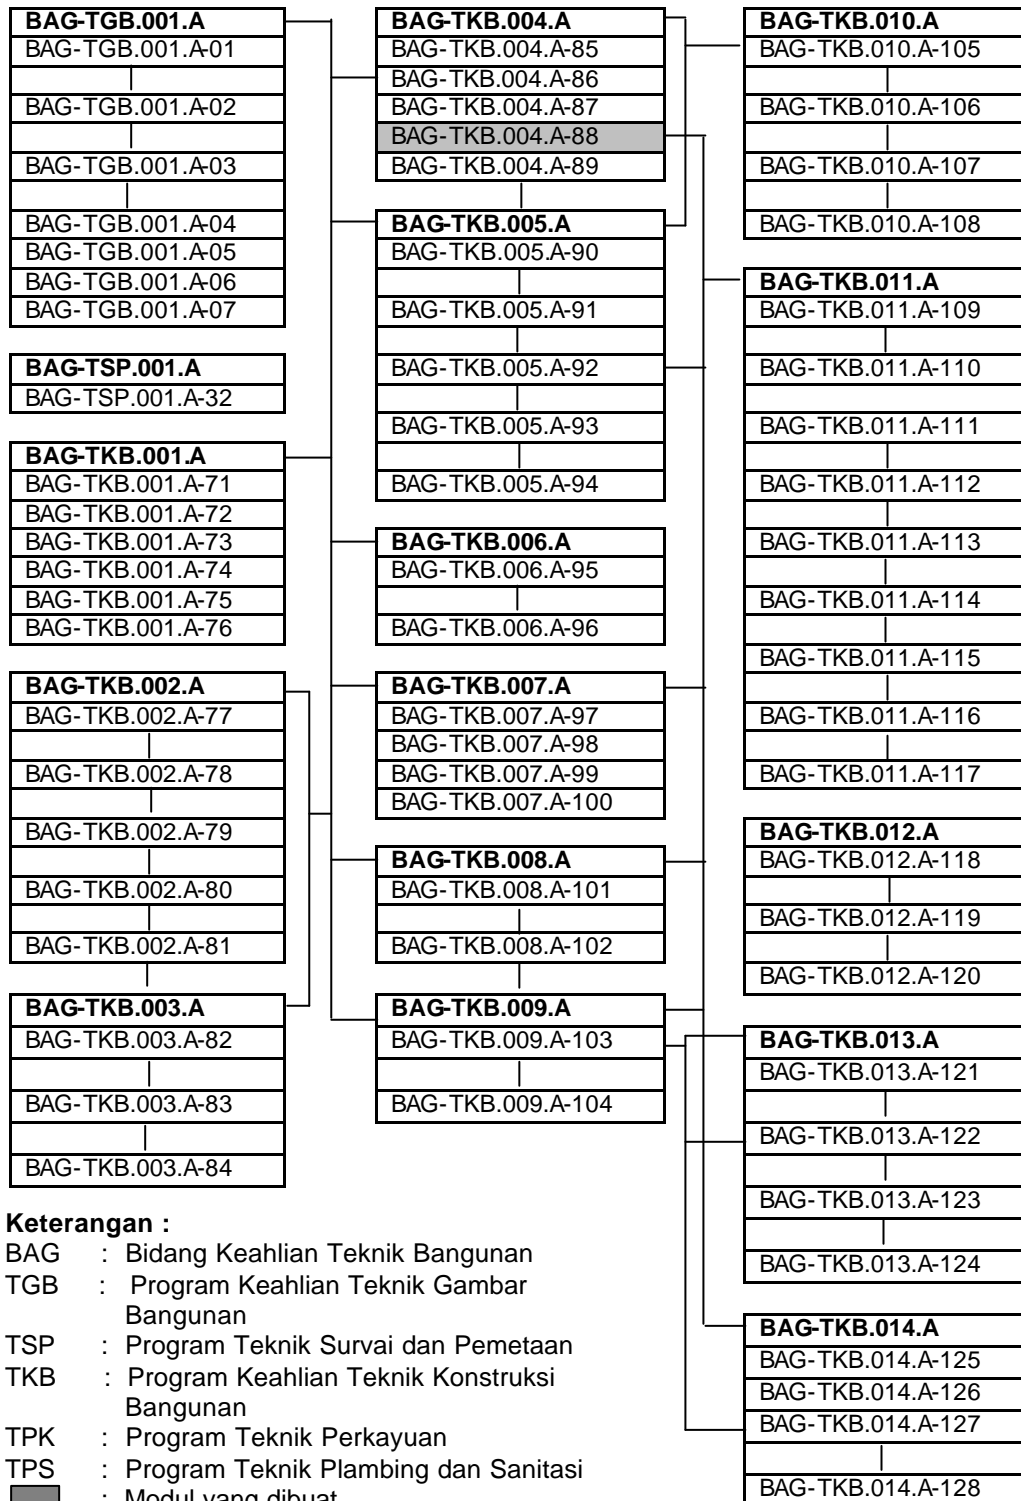 BAG-TGB.001.A
BAG-TGB.001.A-01
BAG-TGB.001.A-02
BAG-TGB.001.A-03
BAG-TGB.001.A-04
BAG-TGB.001.A-05
BAG-TGB.001.A-06
BAG-TGB.001.A-07
BAG-TSP.001.A
BAG-TSP.001.A-32
BAG-TKB.001.A
BAG-TKB.001.A-71
BAG-TKB.001.A-72
BAG-TKB.001.A-73
BAG-TKB.001.A-74
BAG-TKB.001.A-75
BAG-TKB.001.A-76
BAG-TKB.002.A
BAG-TKB.002.A-77
BAG-TKB.002.A-78
BAG-TKB.002.A-79
BAG-TKB.002.A-80
BAG-TKB.002.A-81
BAG-TKB.003.A
BAG-TKB.003.A-82
BAG-TKB.003.A-83
BAG-TKB.003.A-84
BAG-TKB.004.A
BAG-TKB.004.A-85
BAG-TKB.004.A-86
BAG-TKB.004.A-87
BAG-TKB.004.A-88
BAG-TKB.004.A-89
BAG-TKB.005.A
BAG-TKB.005.A-90
BAG-TKB.005.A-91
BAG-TKB.005.A-92
BAG-TKB.005.A-93
BAG-TKB.005.A-94
BAG-TKB.006.A
BAG-TKB.006.A-95
BAG-TKB.006.A-96
BAG-TKB.007.A
BAG-TKB.007.A-97
BAG-TKB.007.A-98
BAG-TKB.007.A-99
BAG-TKB.007.A-100
BAG-TKB.008.A
BAG-TKB.008.A-101
BAG-TKB.008.A-102
BAG-TKB.009.A
BAG-TKB.009.A-103
BAG-TKB.009.A-104
BAG-TKB.010.A
BAG-TKB.010.A-105
BAG-TKB.010.A-106
BAG-TKB.010.A-107
BAG-TKB.010.A-108
BAG-TKB.011.A
BAG-TKB.011.A-109
BAG-TKB.011.A-110
BAG-TKB.011.A-111
BAG-TKB.011.A-112
BAG-TKB.011.A-113
BAG-TKB.011.A-114
BAG-TKB.011.A-115
BAG-TKB.011.A-116
BAG-TKB.011.A-117
BAG-TKB.012.A
BAG-TKB.012.A-118
BAG-TKB.012.A-119
BAG-TKB.012.A-120
BAG-TKB.013.A
BAG-TKB.013.A-121
BAG-TKB.013.A-122
BAG-TKB.013.A-123
BAG-TKB.013.A-124
BAG-TKB.014.A
BAG-TKB.014.A-125
BAG-TKB.014.A-126
BAG-TKB.014.A-127
BAG-TKB.014.A-128
Keterangan :
BAG : Bidang Keahlian Teknik Bangunan
TGB : Program Keahlian Teknik Gambar
Bangunan
TSP : Program Teknik Survai dan Pemetaan
TKB : Program Keahlian Teknik Konstruksi
Bangunan
TPK : Program Teknik Perkayuan
TPS : Program Teknik Plambing dan Sanitasi
: Modul yang dibuat